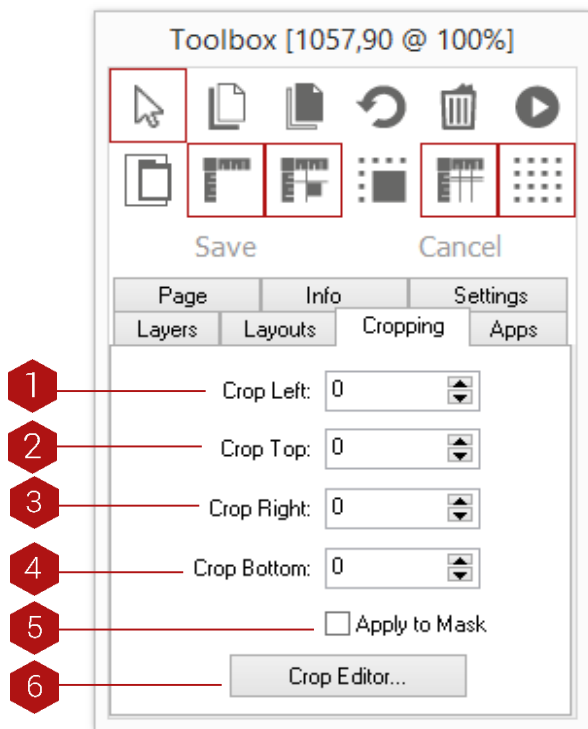 Toolbox [1057,90 @ 100%]
Save Cancel
Page Info Settings
Layers Layouts Cropping Apps
1 Crop Left: 0
2 Crop Top: 0
3 Crop Right: 0
4 Crop Bottom: 0
5 Apply to Mask
6 Crop Editor...